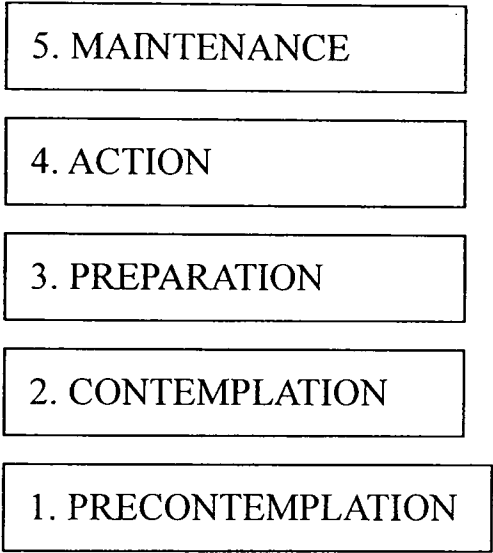 5. MAINTENANCE
4. ACTION
3. PREPARATION
2. CONTEMPLATION
1. PRECONTEMPLATION